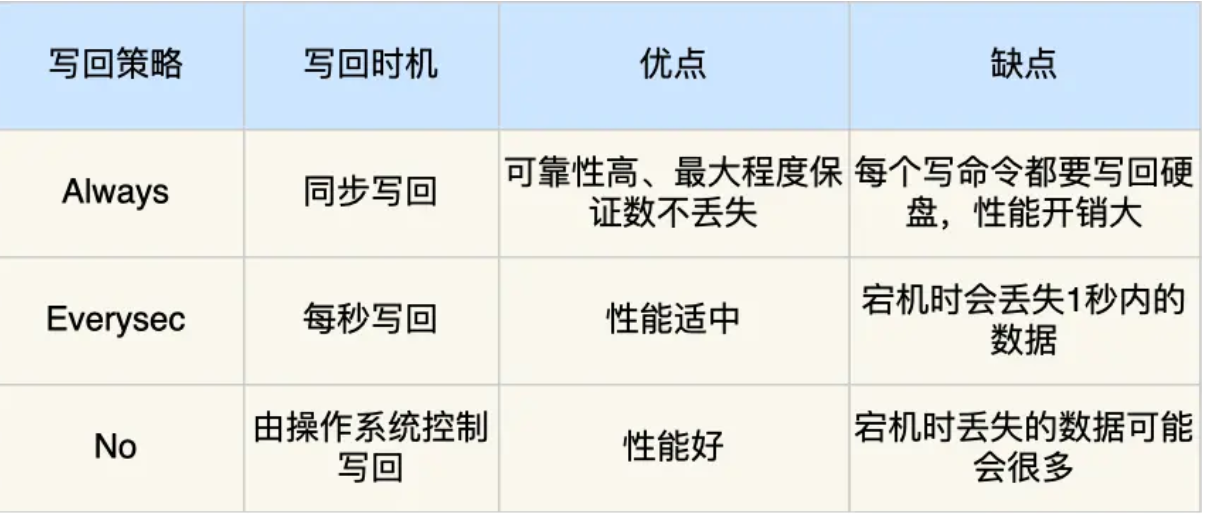 写回策略
写回时机
优点
缺点
Always
同步写回
可靠性高、最大程度保
证数不丢失
每个写命令都要写回硬
盘，性能开销大
Everysec
每秒写回
性能适中
宕机时会丢失1秒内的
数据
No
由操作系统控制
写回
性能好
宕机时丢失的数据可能
会很多